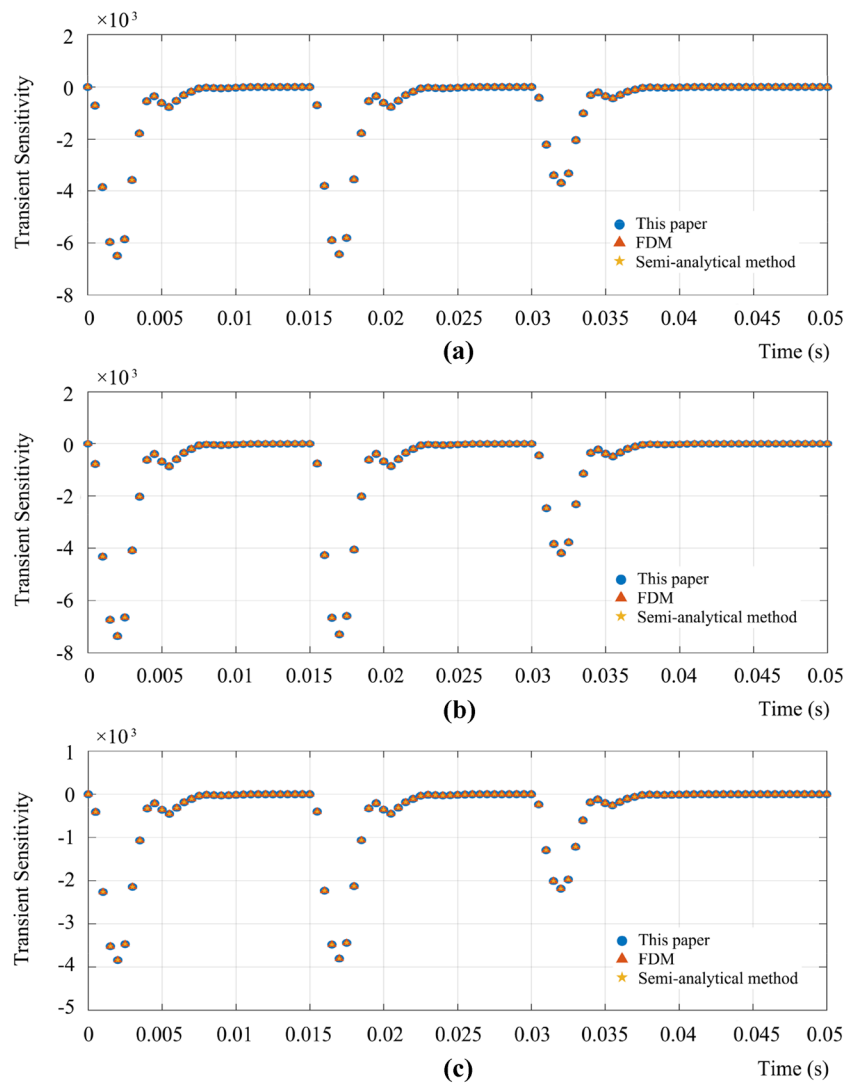 ×10³
2
0
-2
-4
-6
-8
Transient Sensitivity
This paper
FDM
Semi-analytical method
0 0.005 0.01 0.015 0.02 0.025 0.03 0.035 0.04 0.045 0.05
(a)
Time (s)
×10³
2
0
-2
-4
-6
-8
Transient Sensitivity
This paper
FDM
Semi-analytical method
0 0.005 0.01 0.015 0.02 0.025 0.03 0.035 0.04 0.045 0.05
(b)
Time (s)
×10³
1
0
-1
-2
-3
-4
-5
Transient Sensitivity
This paper
FDM
Semi-analytical method
0 0.005 0.01 0.015 0.02 0.025 0.03 0.035 0.04 0.045 0.05
(c)
Time (s)